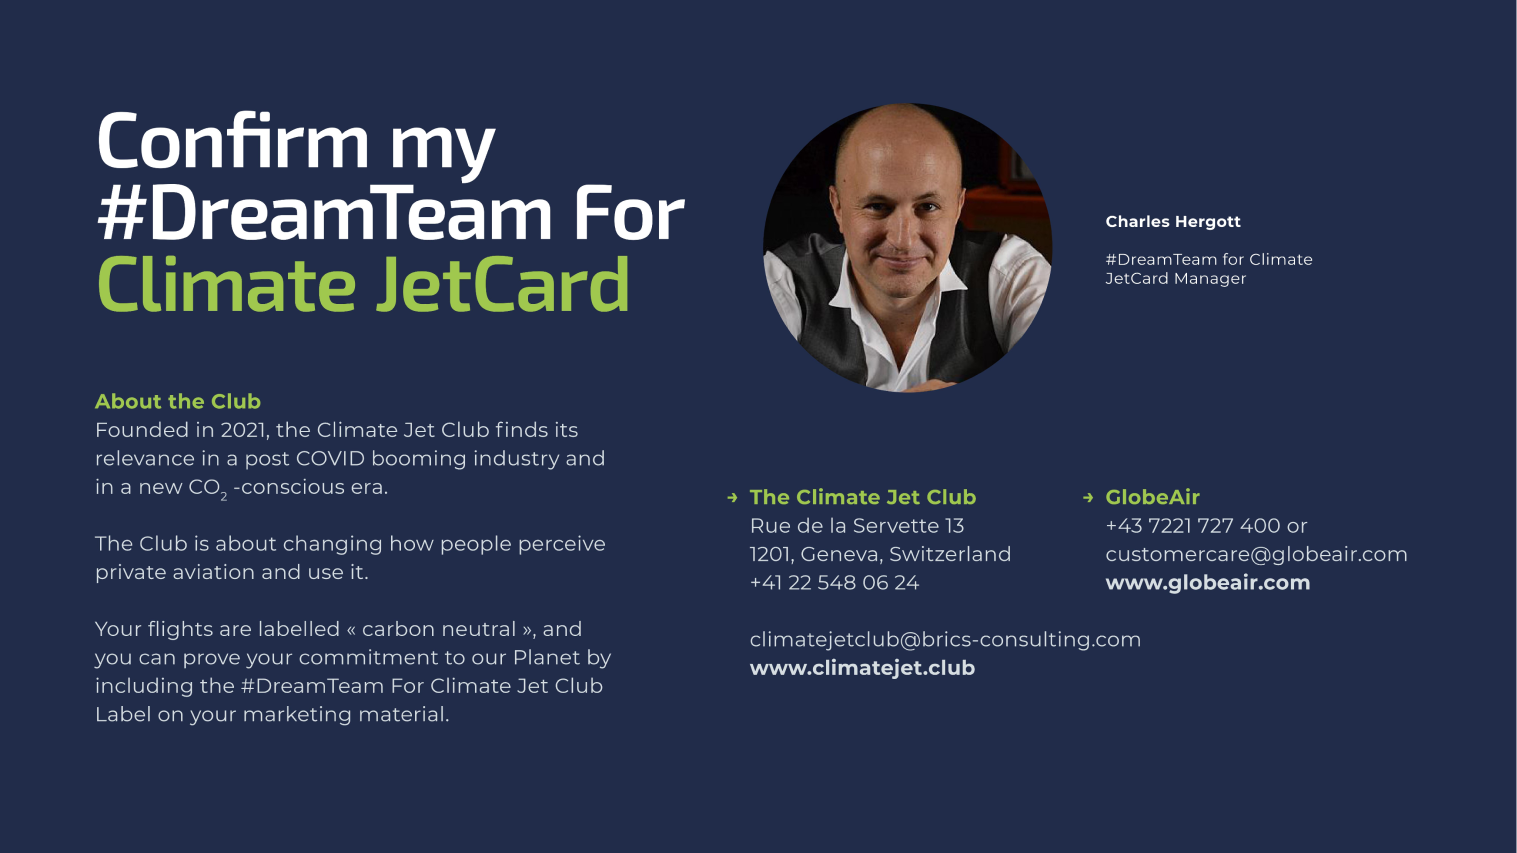 Confirm my
#DreamTeam For
Climate JetCard
Charles Hergott
#DreamTeam for Climate
JetCard Manager
About the Club
Founded in 2021, the Climate Jet Club finds its
relevance in a post COVID booming industry and
in a new CO₂ -conscious era.
The Club is about changing how people perceive
private aviation and use it.
Your flights are labelled « carbon neutral », and
you can prove your commitment to our Planet by
including the #DreamTeam For Climate Jet Club
Label on your marketing material.
→ The Climate Jet Club
Rue de la Servette 13
1201, Geneva, Switzerland
+41 22 548 06 24
climatejetclub@brics-consulting.com
www.climatejet.club
→ GlobeAir
+43 7221 727 400 or
customercare@globeair.com
www.globeair.com